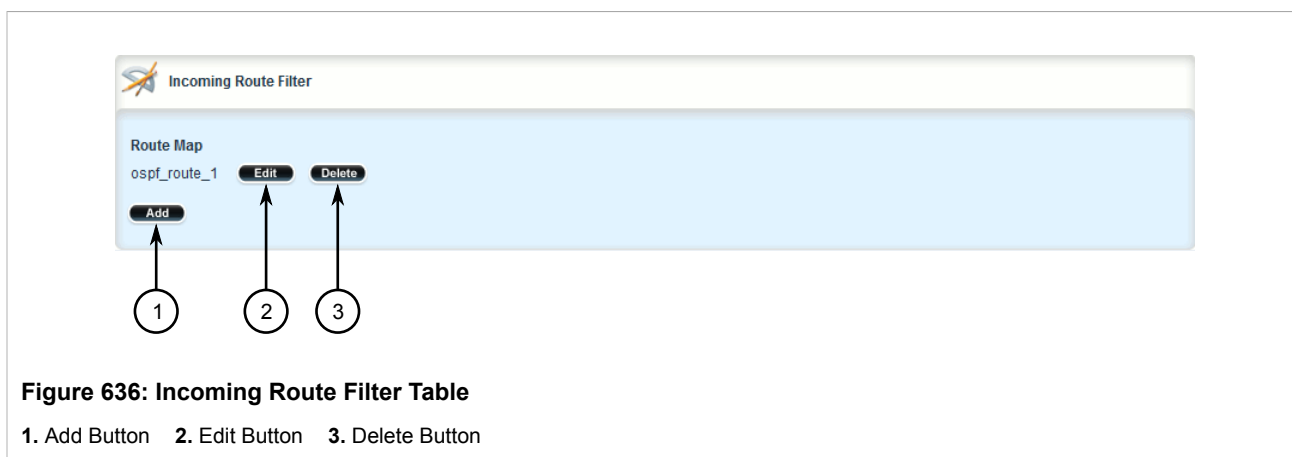 Incoming Route Filter
Route Map
ospf_route_1 Edit Delete
Add
1 2 3
Figure 636: Incoming Route Filter Table
1. Add Button 2. Edit Button 3. Delete Button